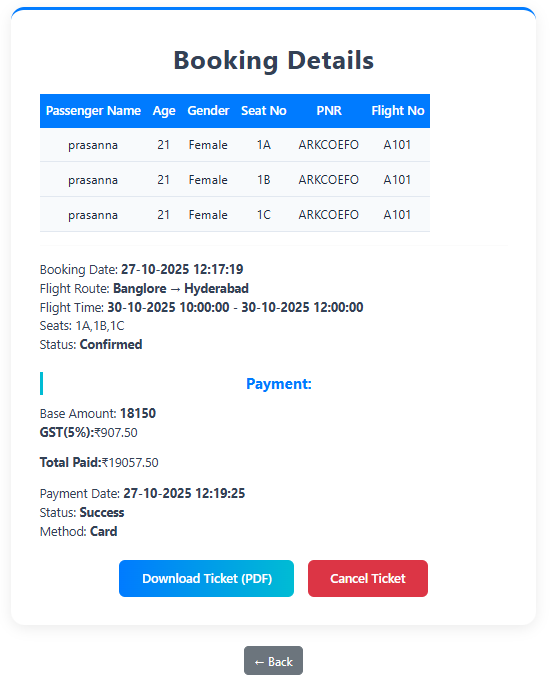 Booking Details
Passenger Name Age Gender Seat No PNR Flight No
prasanna 21 Female 1A ARKCOEFO A101
prasanna 21 Female 1B ARKCOEFO A101
prasanna 21 Female 1C ARKCOEFO A101
Booking Date: 27-10-2025 12:17:19
Flight Route: Banglore → Hyderabad
Flight Time: 30-10-2025 10:00:00 - 30-10-2025 12:00:00
Seats: 1A,1B,1C
Status: Confirmed
Payment:
Base Amount: 18150
GST(5%):₹907.50
Total Paid:₹19057.50
Payment Date: 27-10-2025 12:19:25
Status: Success
Method: Card
Download Ticket (PDF) Cancel Ticket
← Back